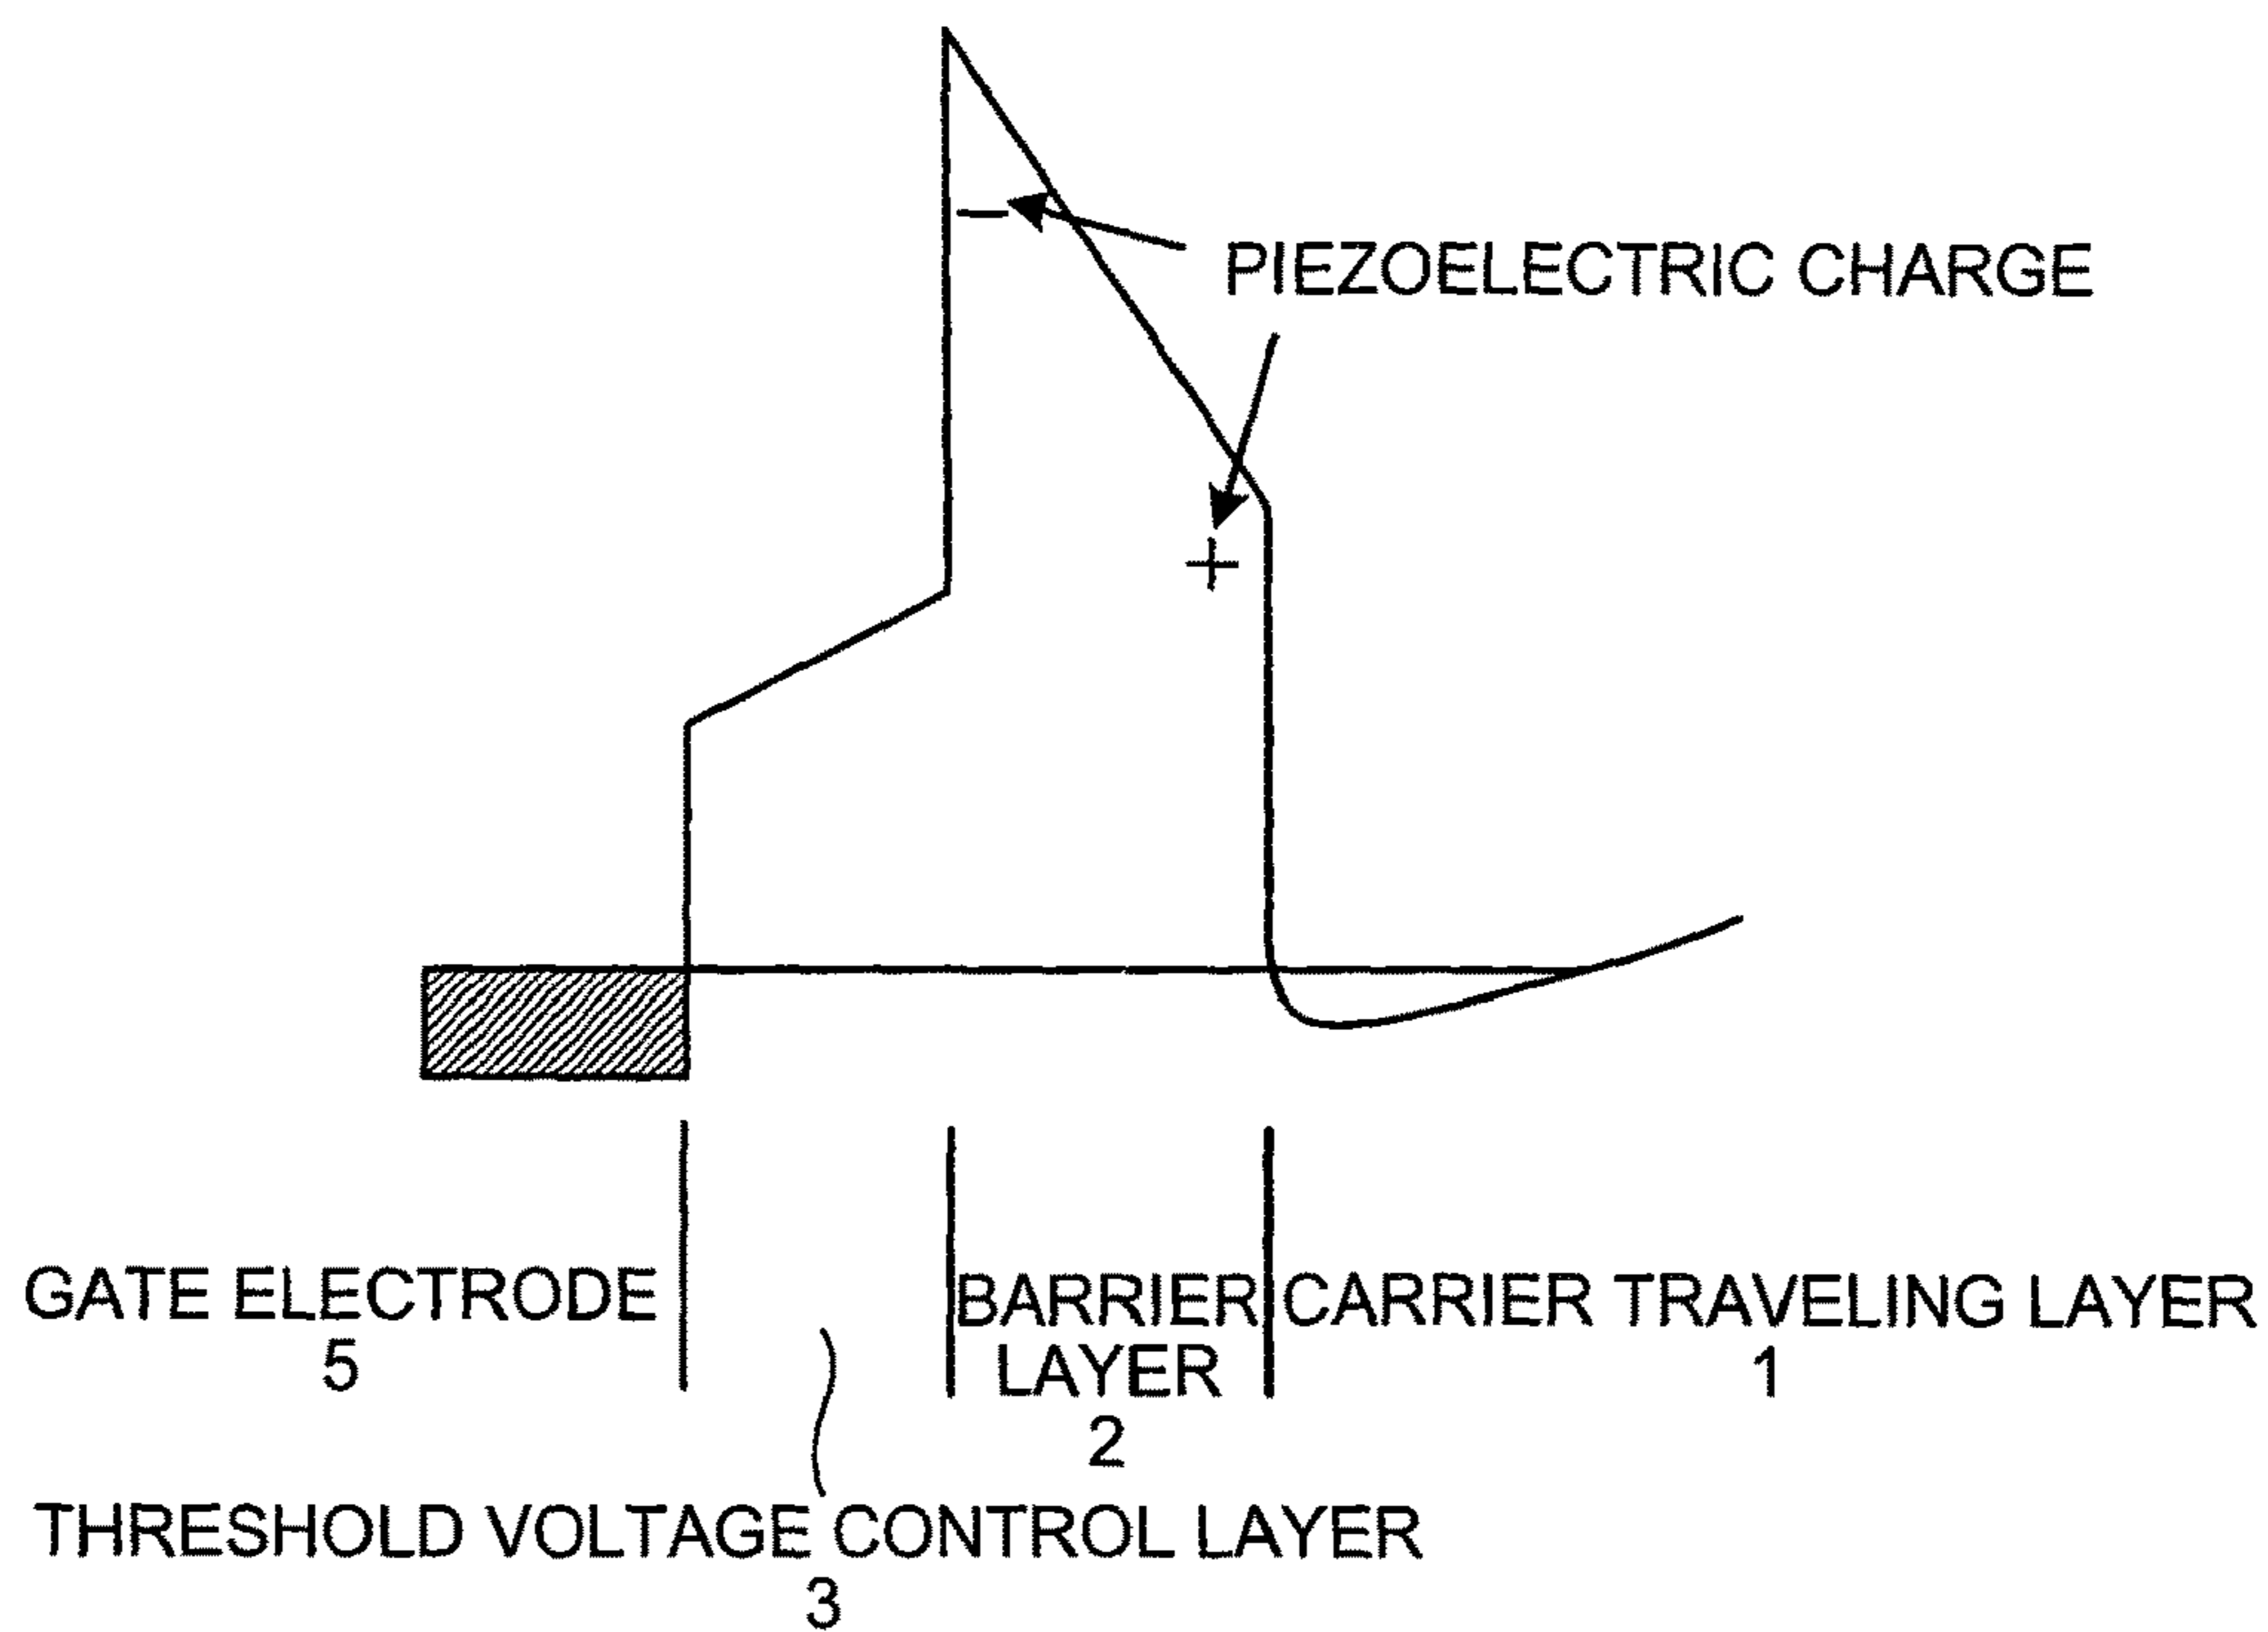 −
PIEZOELECTRIC CHARGE
+
GATE ELECTRODE
5
BARRIER
LAYER
2
CARRIER TRAVELING LAYER
1
THRESHOLD VOLTAGE CONTROL LAYER
3